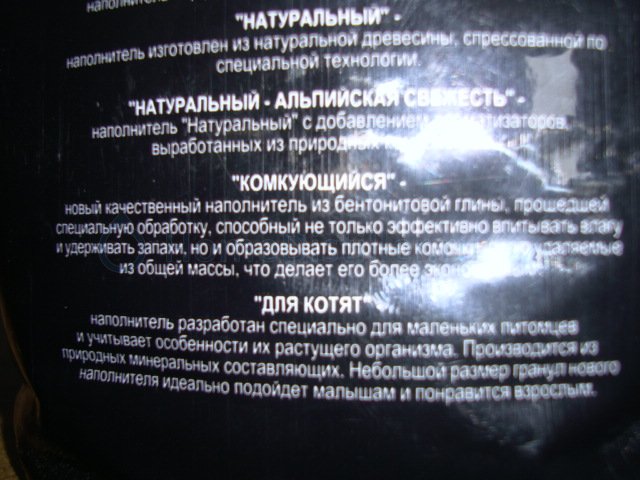 наполнитель
"НАТУРАЛЬНЫЙ" -
наполнитель изготовлен из натуральной древесины, спрессованной по
специальной технологии.
"НАТУРАЛЬНЫЙ - АЛЬПИЙСКАЯ СВЕЖЕСТЬ" -
наполнитель "Натуральный" с добавлением ароматизаторов,
выработанных из природных
"КОМКУЮЩИЙСЯ" -
новый качественный наполнитель из бентонитовой глины, прошедшей
специальную обработку, способный не только эффективно впитывать влагу
и удерживать запахи, но и образовывать плотные удаляемые
из общей массы, что делает его более
"ДЛЯ КОТЯТ"
наполнитель разработан специально для маленьких питомцев
и учитывает особенности их растущего организма. Производится из
природных минеральных составляющих. Небольшой размер гранул нового
наполнителя идеально подойдет малышам и понравится взрослым.